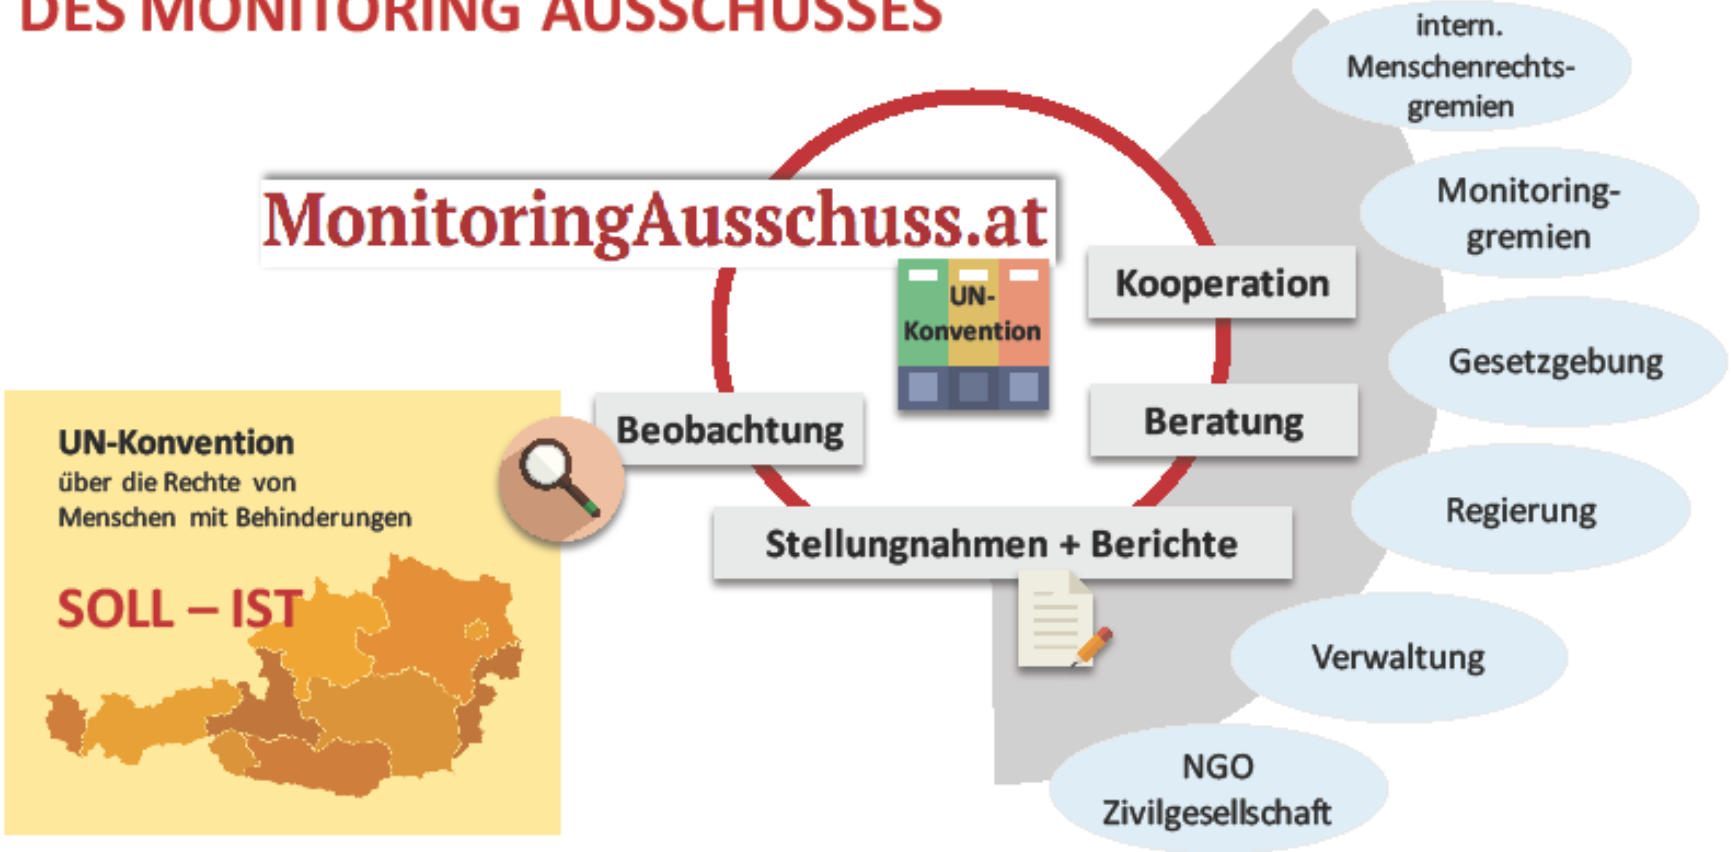 DES MONITORING AUSSCHUSSES
MonitoringAusschuss.at
UN-
Konvention
Kooperation
Beratung
Beobachtung
Stellungnahmen + Berichte
UN-Konvention
über die Rechte von
Menschen mit Behinderungen
SOLL – IST
intern.
Menschenrechts-
gremien
Monitoring-
gremien
Gesetzgebung
Regierung
Verwaltung
NGO
Zivilgesellschaft